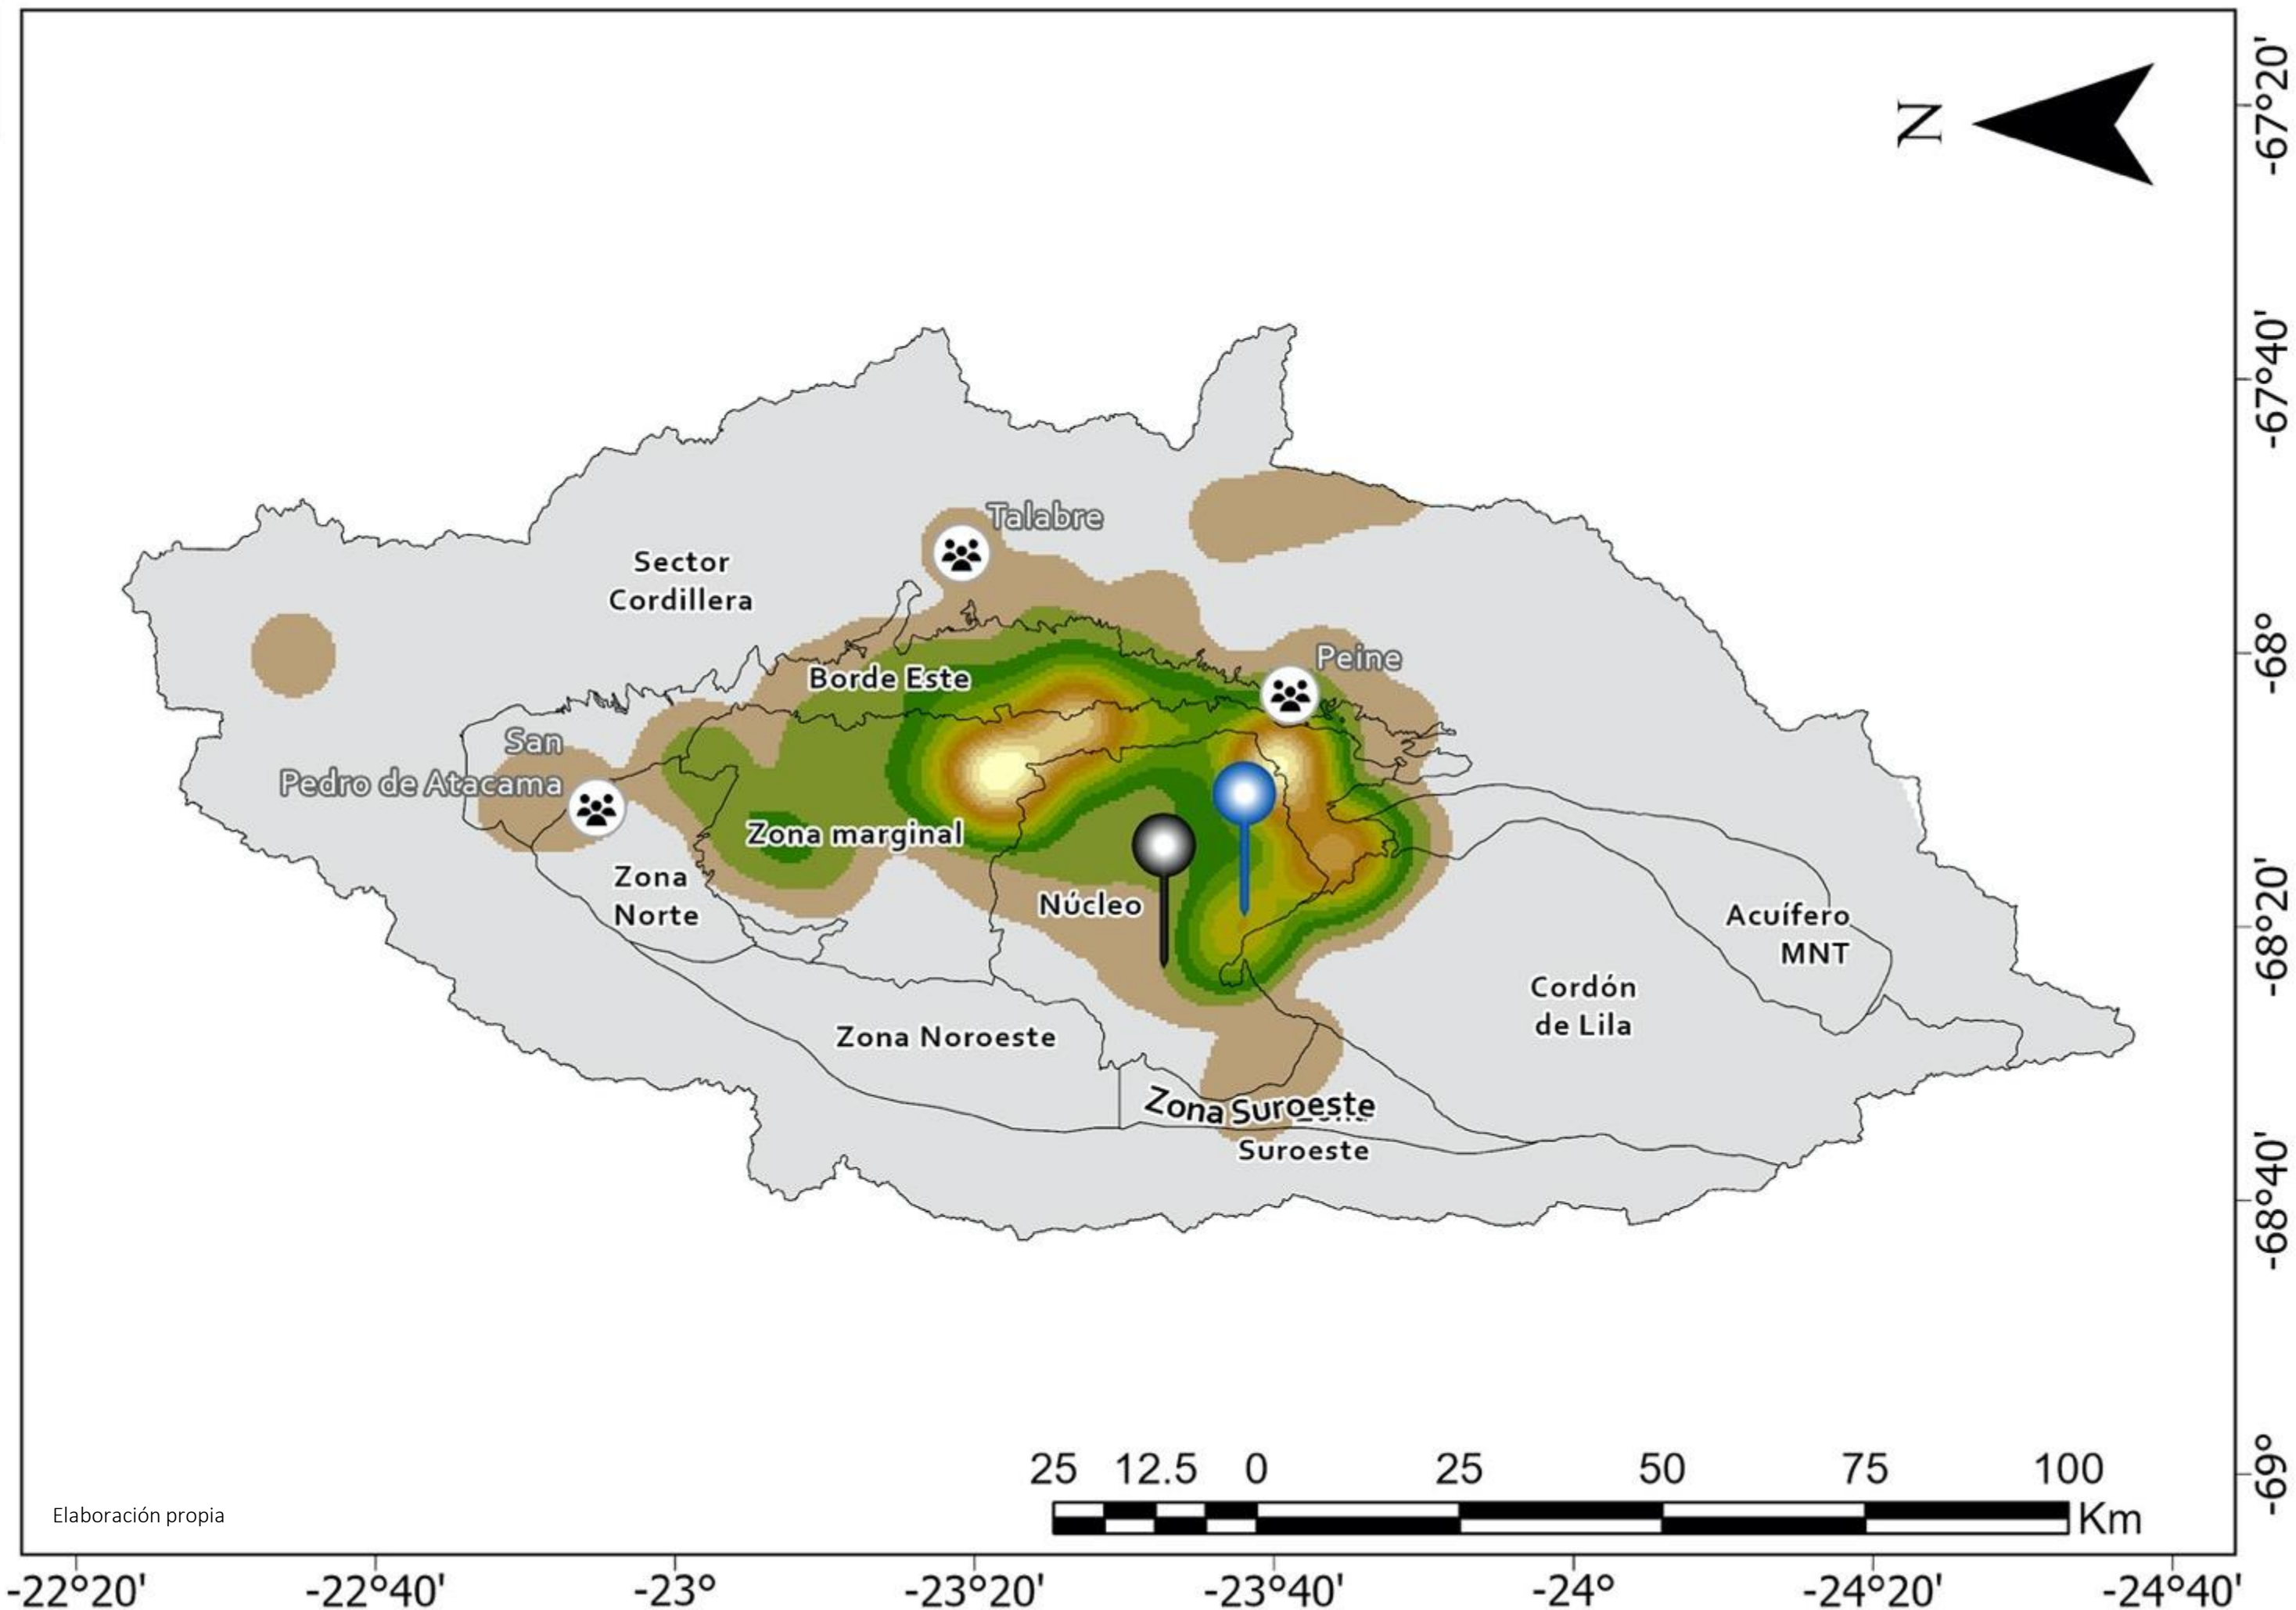 -67°20'
N
-67°40'
Talabre
Sector
Cordillera
-68°
Peine
Borde Este
San
Pedro de Atacama
Zona marginal
Zona
Norte
Núcleo
-68°20'
Acuífero
MNT
Cordón
de Lila
Zona Noroeste
Zona Suroeste
Suroeste
-68°40'
25 12.5 0 25 50 75 100
Km
-69°
Elaboración propia
-22°20' -22°40' -23° -23°20' -23°40' -24° -24°20' -24°40'